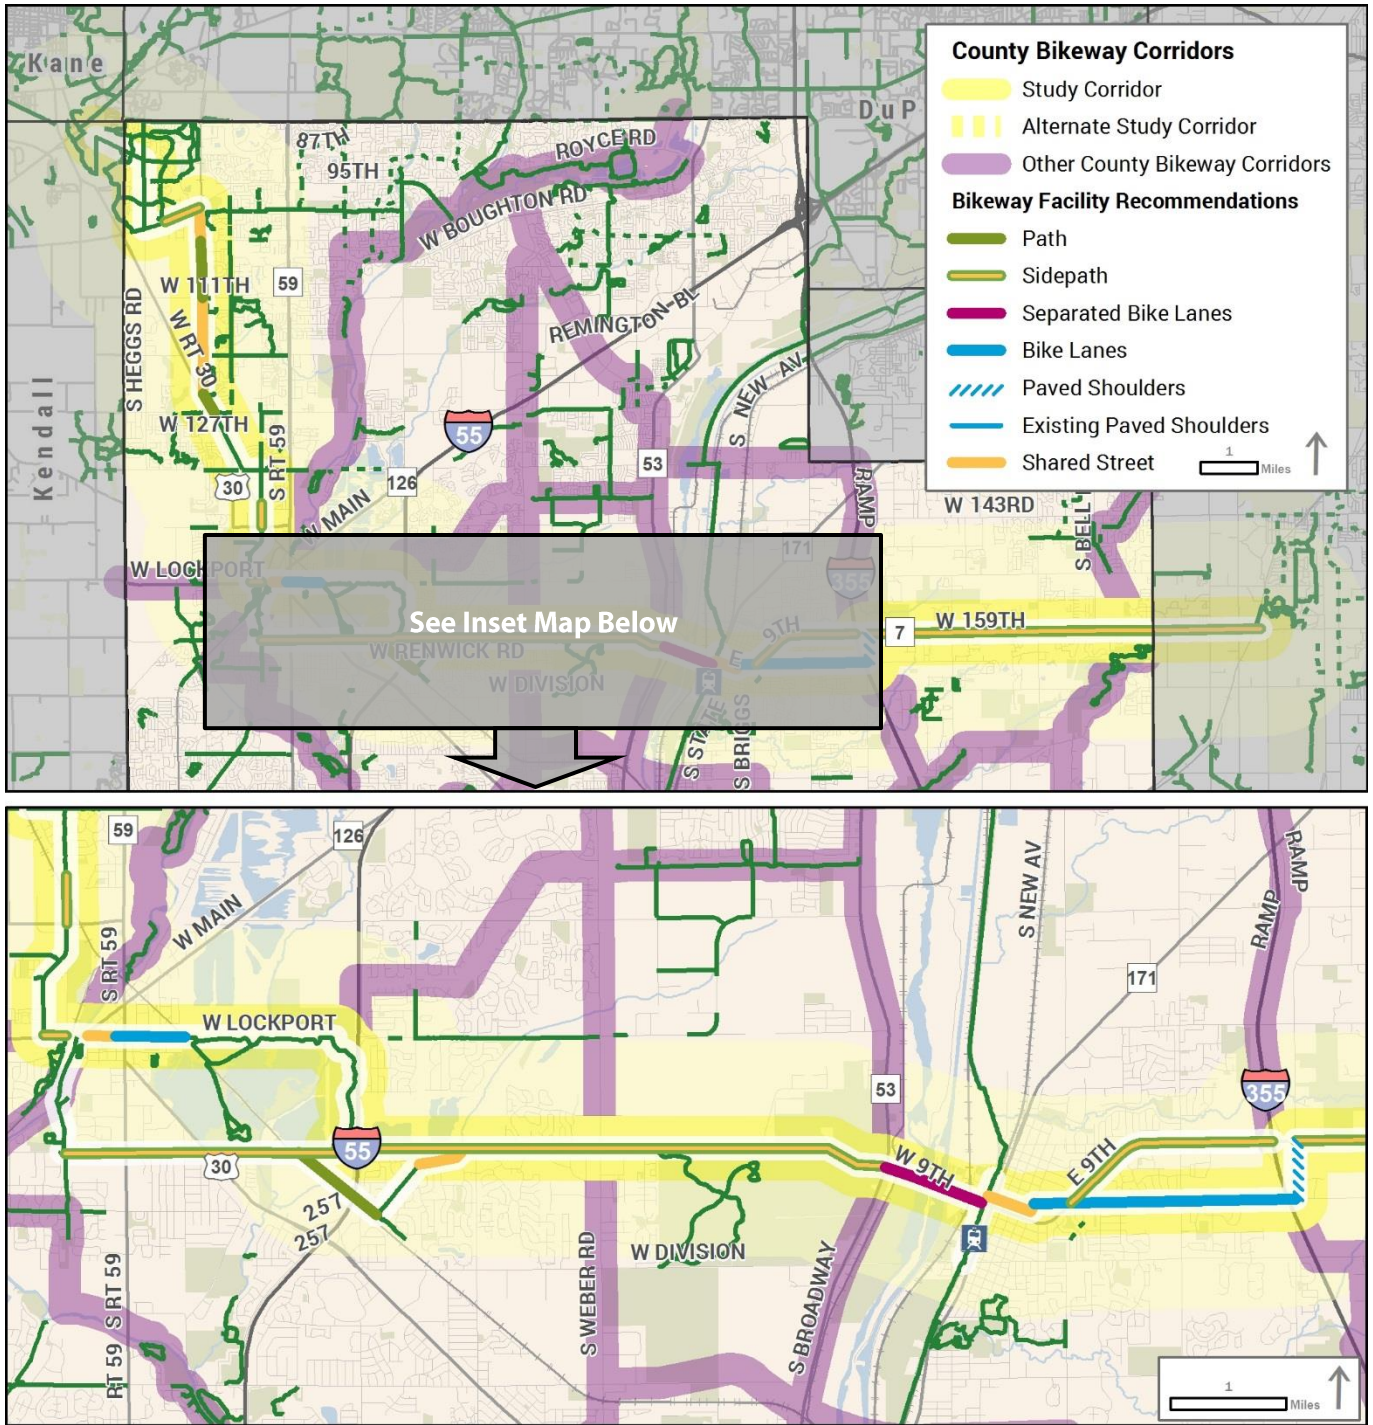 Kane
DuP
Kendall
County Bikeway Corridors
Study Corridor
Alternate Study Corridor
Other County Bikeway Corridors
Bikeway Facility Recommendations
Path
Sidepath
Separated Bike Lanes
Bike Lanes
Paved Shoulders
Existing Paved Shoulders
Shared Street
1
Miles
87TH
95TH
ROYCE RD
W BOUGHTON RD
W 111TH
59
S HEGGS RD
W RT 30
REMINGTON BL
S NEW AV
W 127TH
S RT 59
55
30
126
53
RAMP
W MAIN
W 143RD
S BELL
171
355
W LOCKPORT
See Inset Map Below
9TH
7
W 159TH
W RENWICK RD
E
W DIVISION
S STATE
S BRIGGS
59
126
W MAIN
S RT 59
S NEW AV
RAMP
RAMP
171
W LOCKPORT
53
355
55
30
W 9TH
E 9TH
257
257
W DIVISION
S WEBER RD
S BROADWAY
S RT 59
RT 59
1
Miles